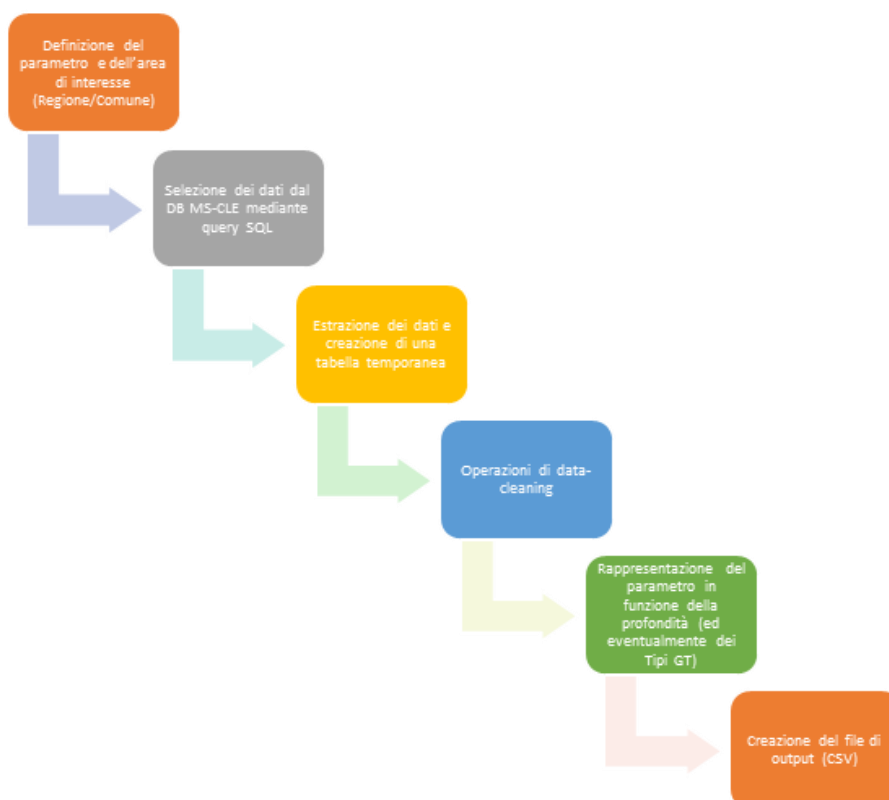 Definizione del
parametro e dell'area
di interesse
(Regione/Comune)
Selezione dei dati dal
DB MS-CLE mediante
query SQL
Estrazione dei dati e
creazione di una
tabella temporanea
Operazioni di data-
cleaning
Rappresentazione del
parametro in
funzione della
profondità (ed
eventualmente dei
Tipi GT)
Creazione del file di
output (CSV)